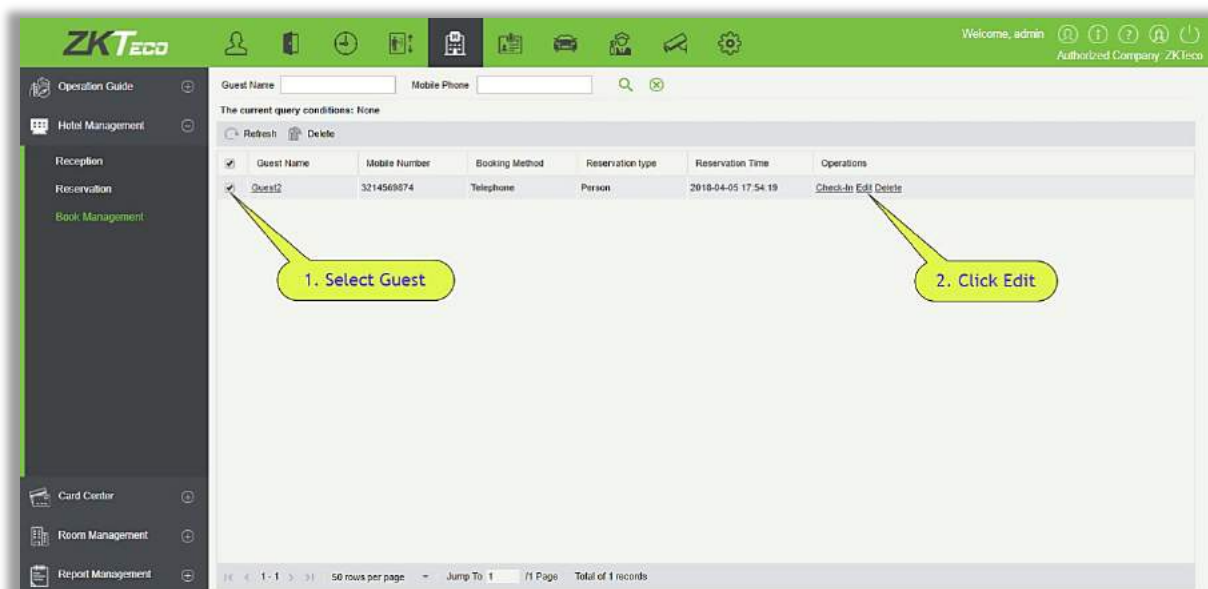 ZKTECO
Welcome, admin
Authorized Company: ZKTeco
Operation Guide
Hotel Management
Reception
Reservation
Book Management
Card Center
Room Management
Report Management
Guest Name Mobile Phone
The current query conditions: None
Refresh Delete
Guest Name Mobile Number Booking Method Reservation type Reservation Time Operations
Guest2 3214569874 Telephone Person 2018-04-05 17:54:19 Check-In Edit Delete
1. Select Guest
2. Click Edit
1-1 50 rows per page Jump To 1 /1 Page Total of 1 records